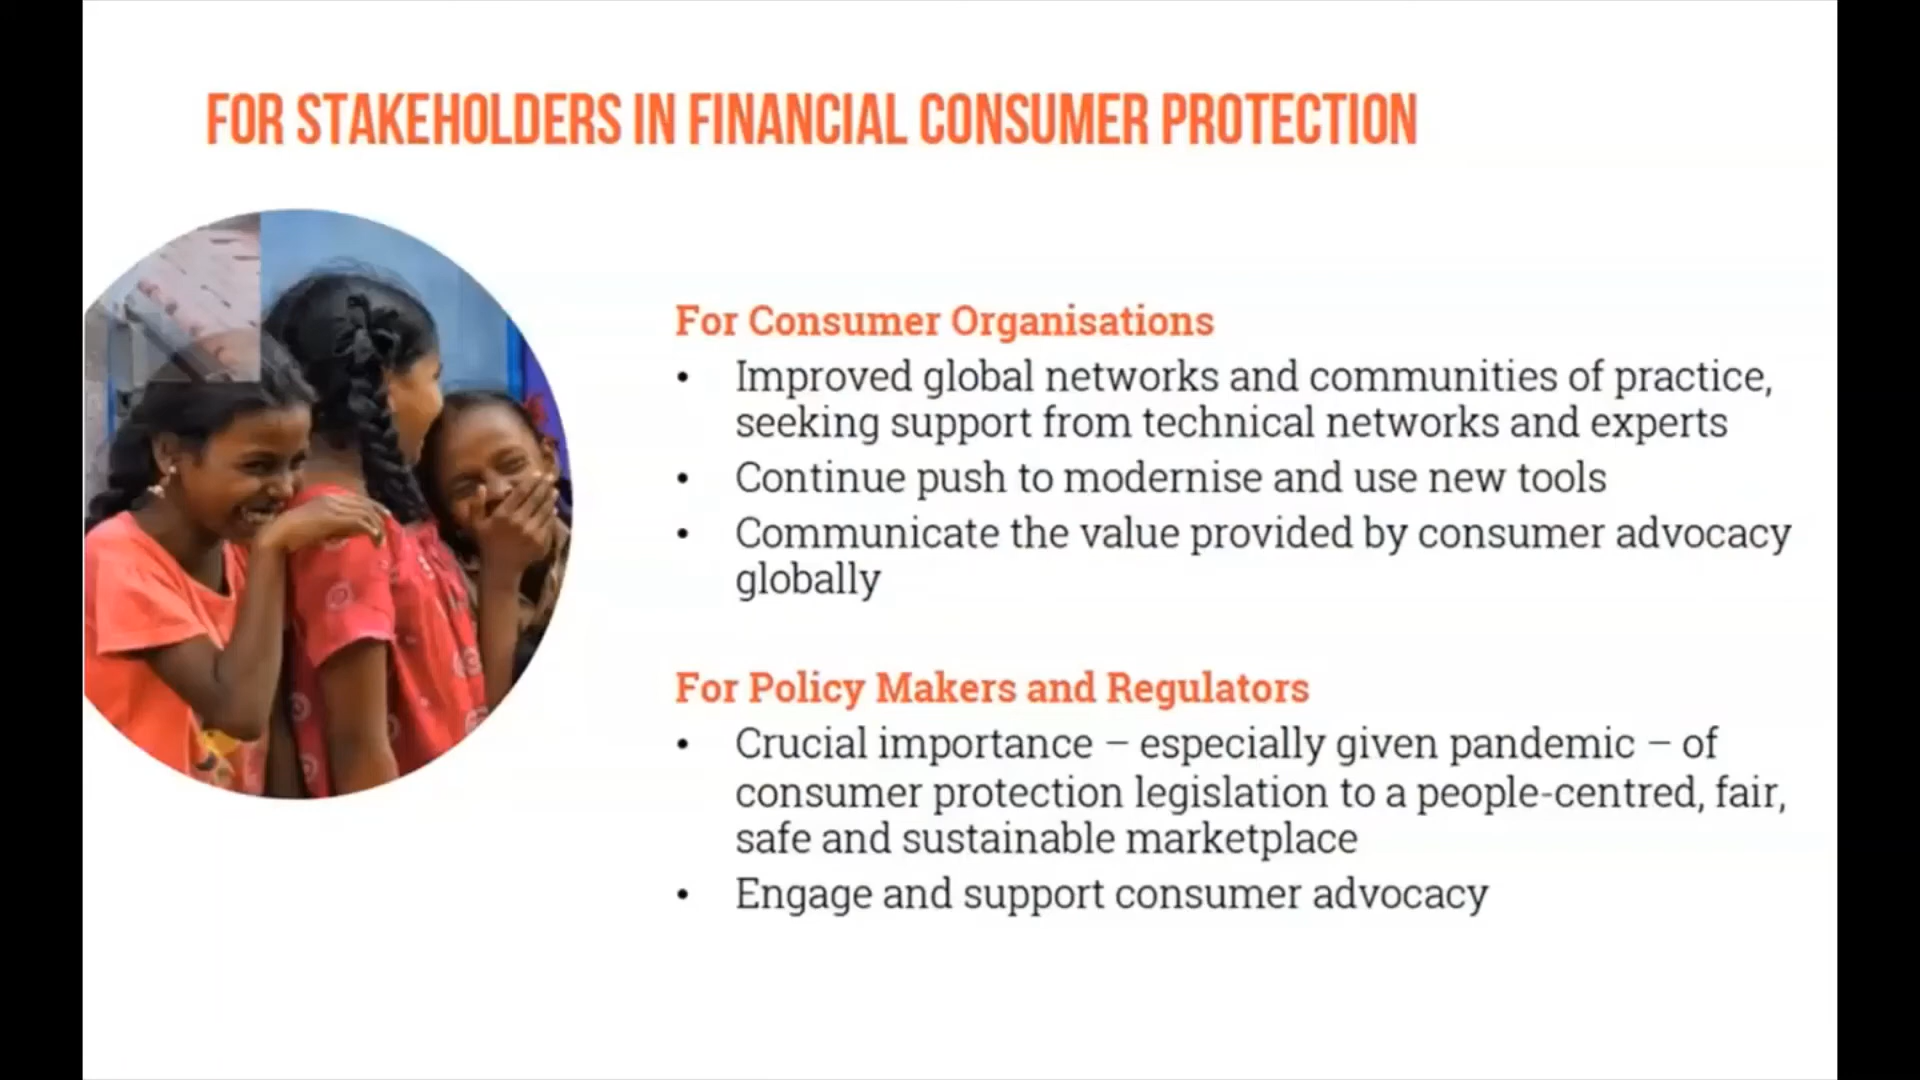 FOR STAKEHOLDERS IN FINANCIAL CONSUMER PROTECTION
For Consumer Organisations
• Improved global networks and communities of practice,
seeking support from technical networks and experts
• Continue push to modernise and use new tools
• Communicate the value provided by consumer advocacy
globally
For Policy Makers and Regulators
• Crucial importance – especially given pandemic – of
consumer protection legislation to a people-centred, fair,
safe and sustainable marketplace
• Engage and support consumer advocacy